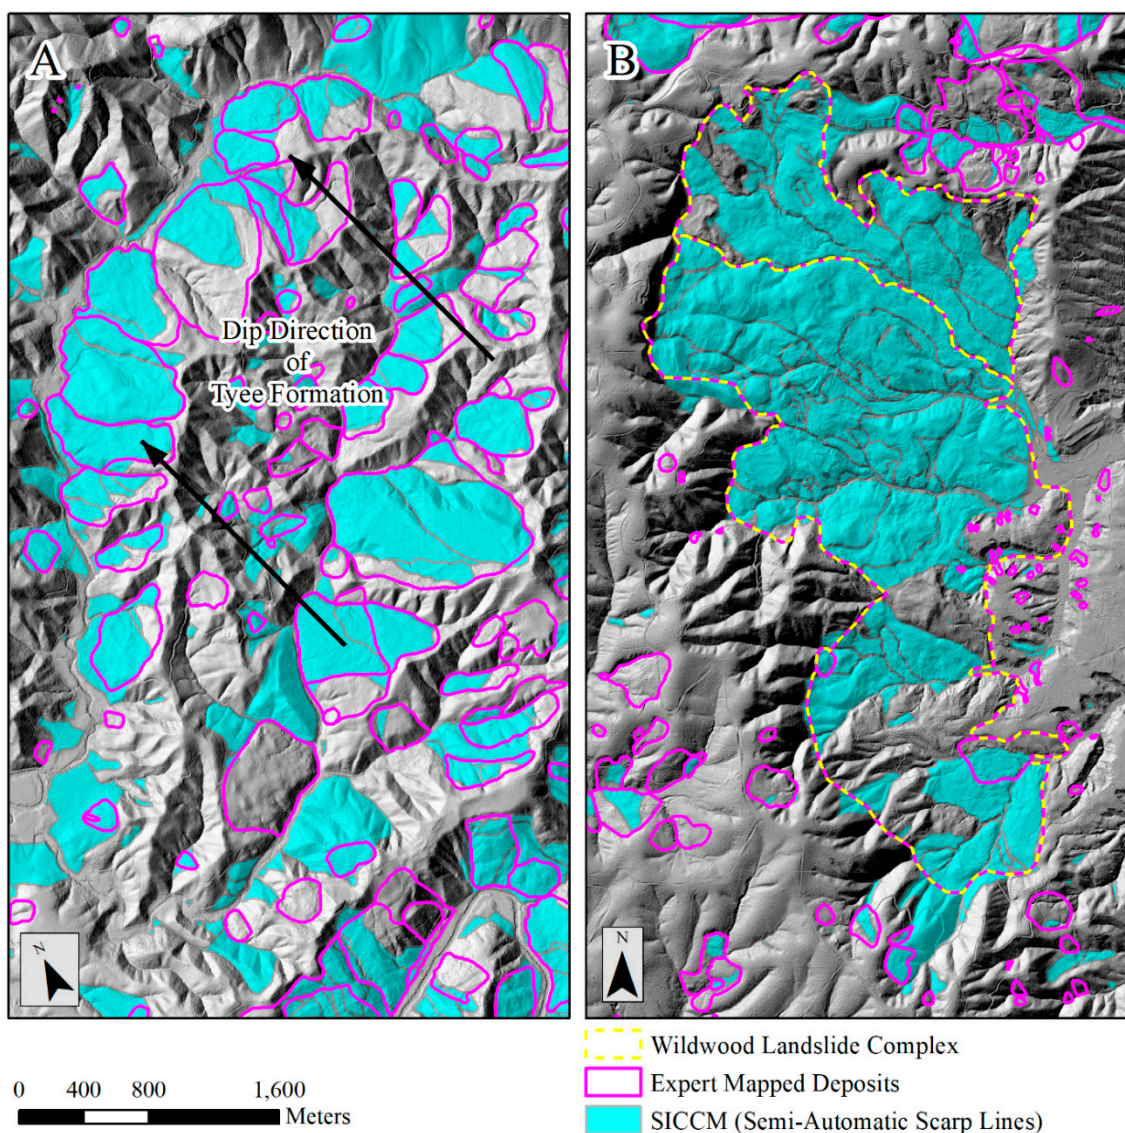 A
B
Dip Direction
of
Tyee Formation
N
N
0 400 800 1,600
Meters
Wildwood Landslide Complex
Expert Mapped Deposits
SICCM (Semi-Automatic Scarp Lines)